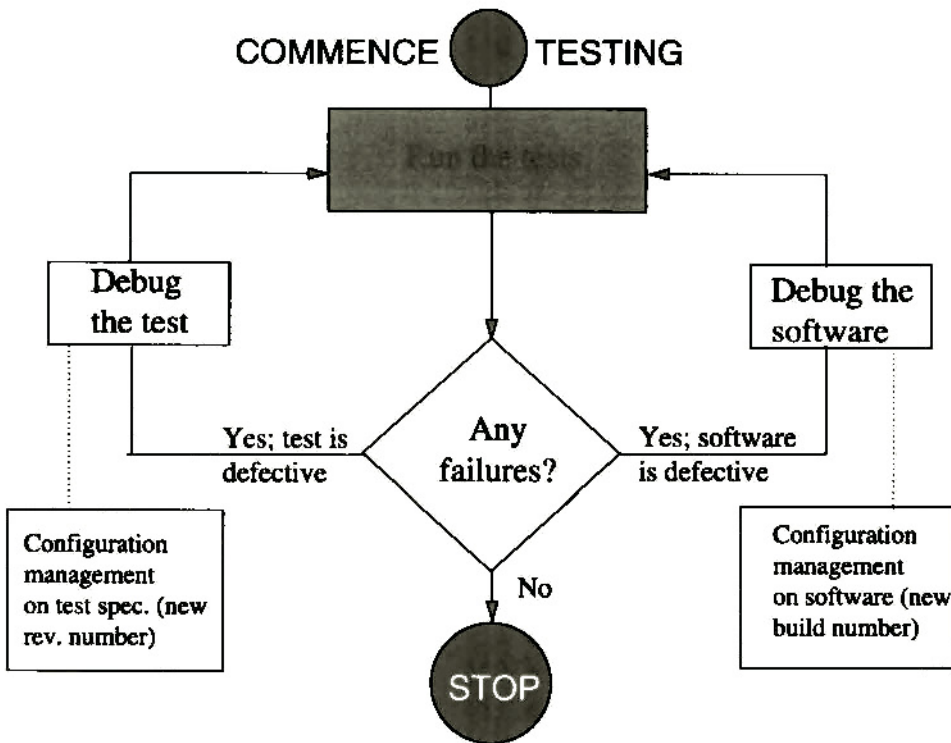 COMMENCE TESTING
Run the tests
Debug
the test
Debug the
software
Any
failures?
Yes; test is
defective
Yes; software
is defective
Configuration
management
on test spec. (new
rev. number)
Configuration
management
on software (new
build number)
No
STOP